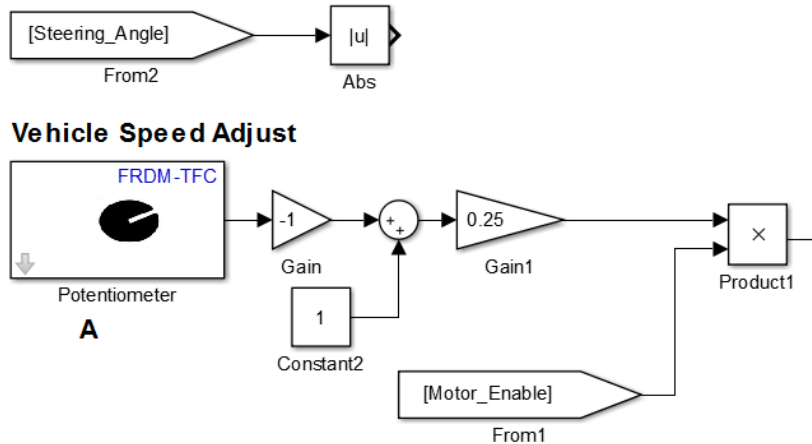 [Steering_Angle]
|u|
From2
Abs
Vehicle Speed Adjust
FRDM-TFC
-1
+
+
0.25
×
Gain
Gain1
Product1
Potentiometer
A
1
Constant2
[Motor_Enable]
From1